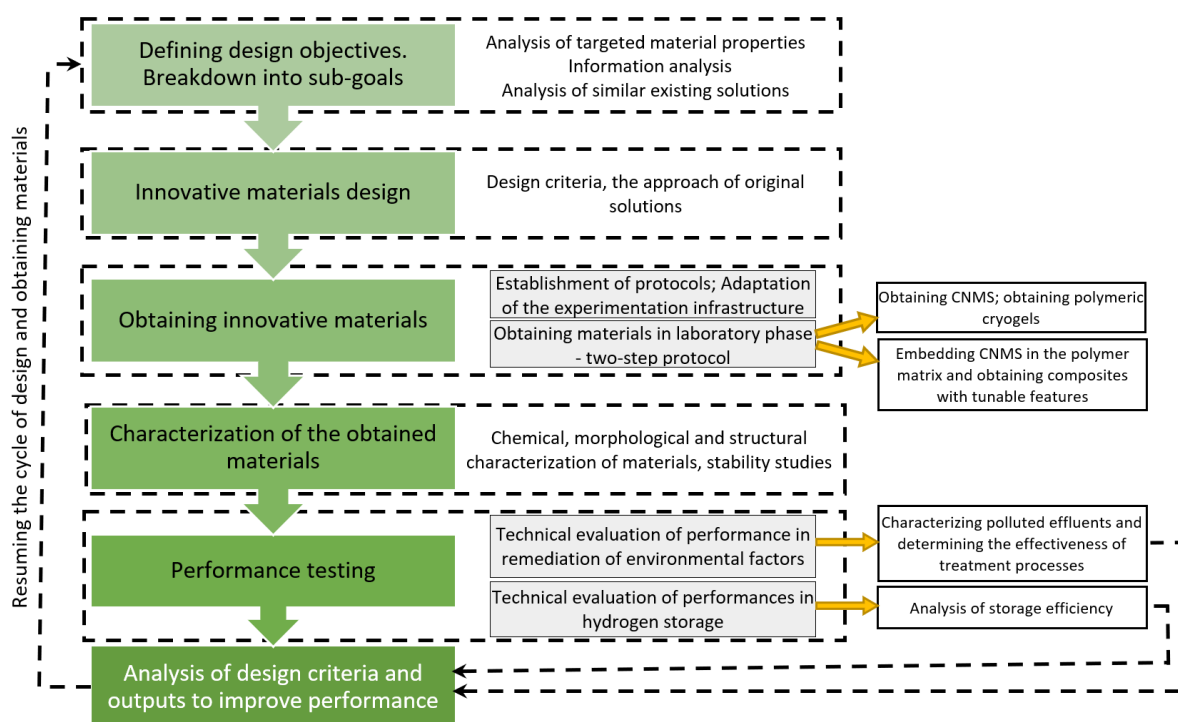 Defining design objectives.
Breakdown into sub-goals
Analysis of targeted material properties
Information analysis
Analysis of similar existing solutions
Innovative materials design
Design criteria, the approach of original
solutions
Obtaining innovative materials
Establishment of protocols; Adaptation
of the experimentation infrastructure
Obtaining materials in laboratory phase
- two-step protocol
Obtaining CNMS; obtaining polymeric
cryogels
Embedding CNMS in the polymer
matrix and obtaining composites
with tunable features
Characterization of the obtained
materials
Chemical, morphological and structural
characterization of materials, stability studies
Performance testing
Technical evaluation of performance in
remediation of environmental factors
Technical evaluation of performances in
hydrogen storage
Characterizing polluted effluents and
determining the effectiveness of
treatment processes
Analysis of storage efficiency
Analysis of design criteria and
outputs to improve performance
Resuming the cycle of design and obtaining materials